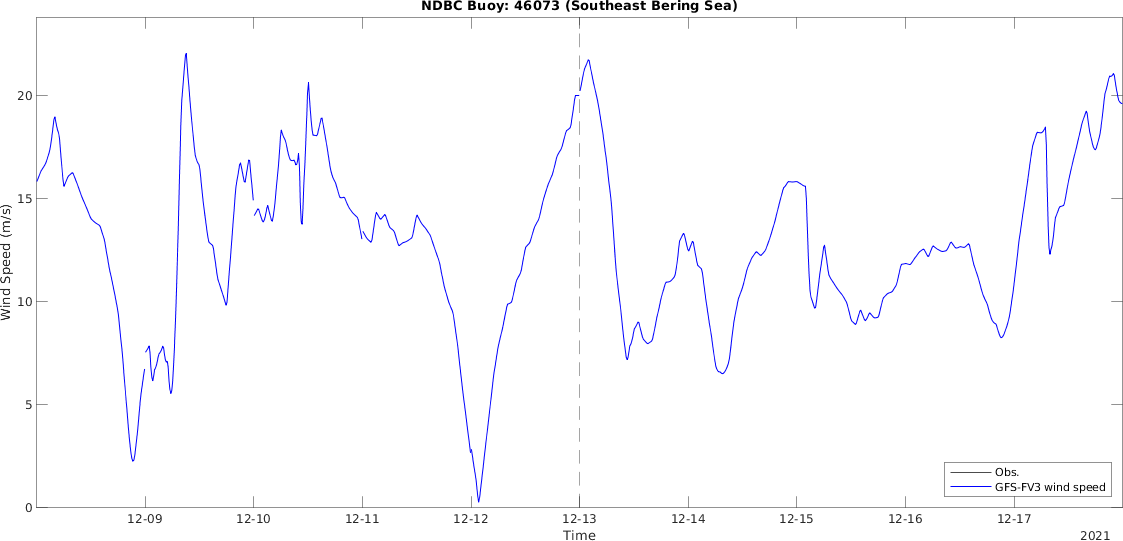 NDBC Buoy: 46073 (Southeast Bering Sea)
Wind Speed (m/s)
20
15
10
5
0
Obs.
GFS-FV3 wind speed
12-09 12-10 12-11 12-12 12-13 12-14 12-15 12-16 12-17
Time
2021